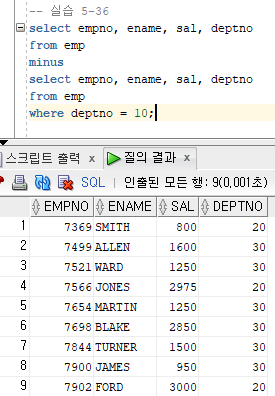 -- 실습 5-36
select empno, ename, sal, deptno
from emp
minus
select empno, ename, sal, deptno
from emp
where deptno = 10;
스크립트 출력 x 질의 결과 x
SQL | 인출된 모든 행: 9(0,001초)
EMPNO ENAME SAL DEPTNO
1 7369 SMITH 800 20
2 7499 ALLEN 1600 30
3 7521 WARD 1250 30
4 7566 JONES 2975 20
5 7654 MARTIN 1250 30
6 7698 BLAKE 2850 30
7 7844 TURNER 1500 30
8 7900 JAMES 950 30
9 7902 FORD 3000 20